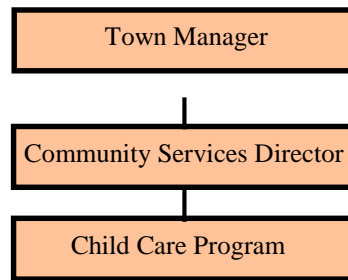 Town Manager
Community Services Director
Child Care Program